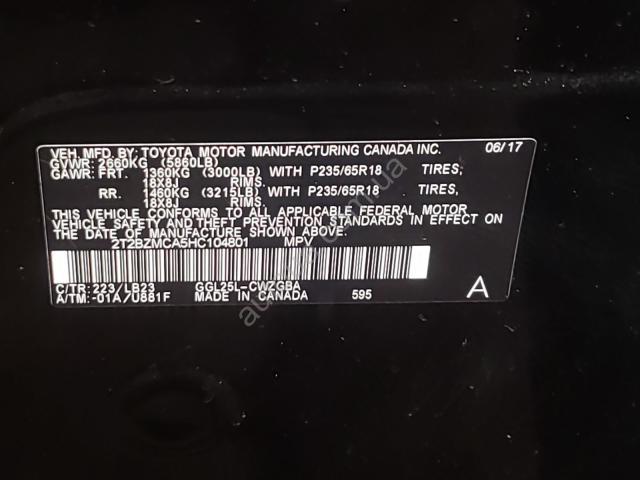 VEH. MFD. BY: TOYOTA MOTOR MANUFACTURING CANADA INC. 06/17
GVWR: 2660KG (5860LB)
GAWR: FRT. 1360KG (3000LB) WITH P235/65R18 TIRES,
18X8J RIMS.
RR. 1460KG (3215LB) WITH P235/65R18 TIRES,
18X8J RIMS.
THIS VEHICLE CONFORMS TO ALL APPLICABLE FEDERAL MOTOR
VEHICLE SAFETY AND THEFT PREVENTION STANDARDS IN EFFECT ON
THE DATE OF MANUFACTURE SHOWN ABOVE.
2T2BZMCA5HC104801 MPV
C/TR: 223/LB23 GGL25L-CWZGBA
A/TM: -01A/U881F MADE IN CANADA 595 A